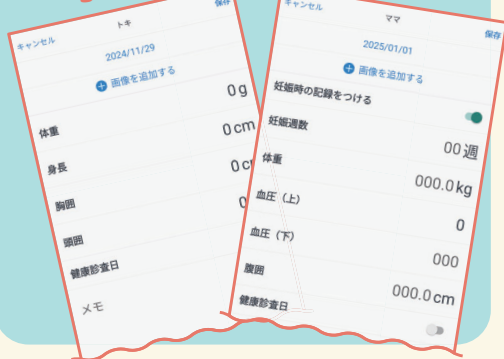 キャンセル
トキ
保存
2024/11/29
画像を追加する
体重
0g
身長
0cm
胸囲
0c
頭囲
0
健康診査日
メモ
キャンセル
ママ
保存
2025/01/01
画像を追加する
妊娠時の記録をつける
妊娠週数
00週
体重
000.0kg
血圧（上）
0
血圧（下）
000
腹囲
000.0cm
健康診査日